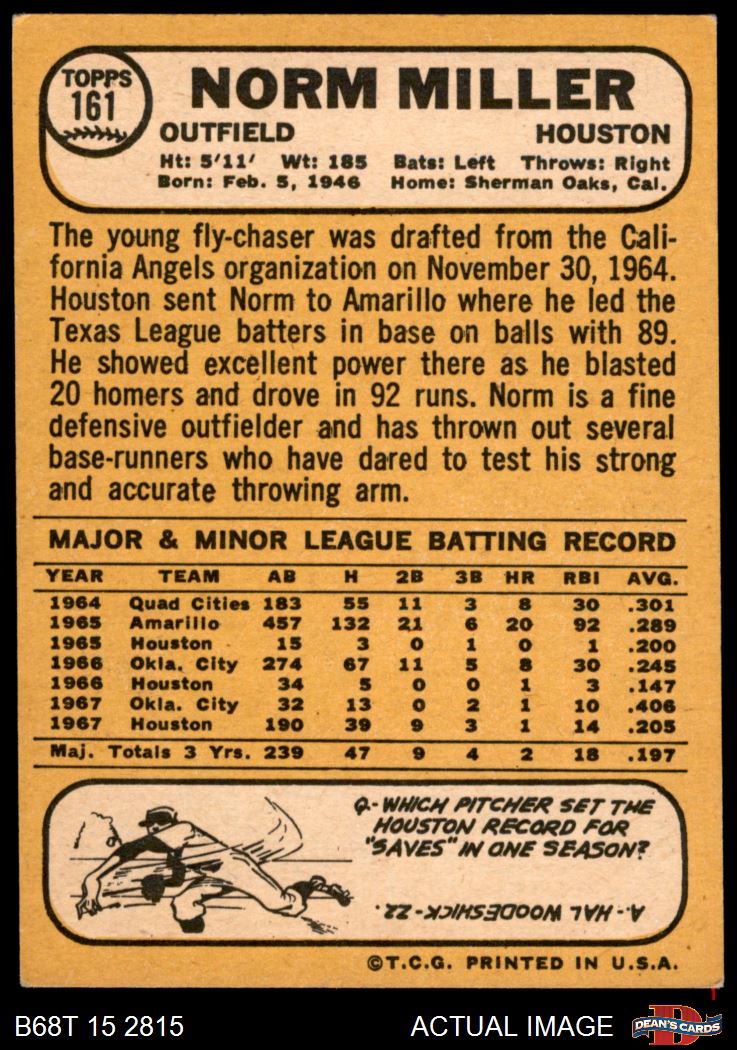 TOPPS
161
NORM MILLER
OUTFIELD HOUSTON
Ht: 5'11' Wt: 185 Bats: Left Throws: Right
Born: Feb. 5, 1946 Home: Sherman Oaks, Cal.
The young fly-chaser was drafted from the Cali-
fornia Angels organization on November 30, 1964.
Houston sent Norm to Amarillo where he led the
Texas League batters in base on balls with 89.
He showed excellent power there as he blasted
20 homers and drove in 92 runs. Norm is a fine
defensive outfielder and has thrown out several
base-runners who have dared to test his strong
and accurate throwing arm.
MAJOR & MINOR LEAGUE BATTING RECORD
YEAR TEAM AB H 2B 3B HR RBI AVG.
1964 Quad Cities 183 55 11 3 8 30 .301
1965 Amarillo 457 132 21 6 20 92 .289
1965 Houston 15 3 0 1 0 1 .200
1966 Okla. City 274 67 11 5 8 30 .245
1966 Houston 34 5 0 0 1 3 .147
1967 Okla. City 32 13 0 2 1 10 .406
1967 Houston 190 39 9 3 1 14 .205
Maj. Totals 3 Yrs. 239 47 9 4 2 18 .197
Q.- WHICH PITCHER SET THE
HOUSTON RECORD FOR
"SAVES" IN ONE SEASON?
A.- HAL WOODESHICK - 22.
©T.C.G. PRINTED IN U.S.A.
B68T 15 2815 ACTUAL IMAGE
D
DEAN'S CARDS